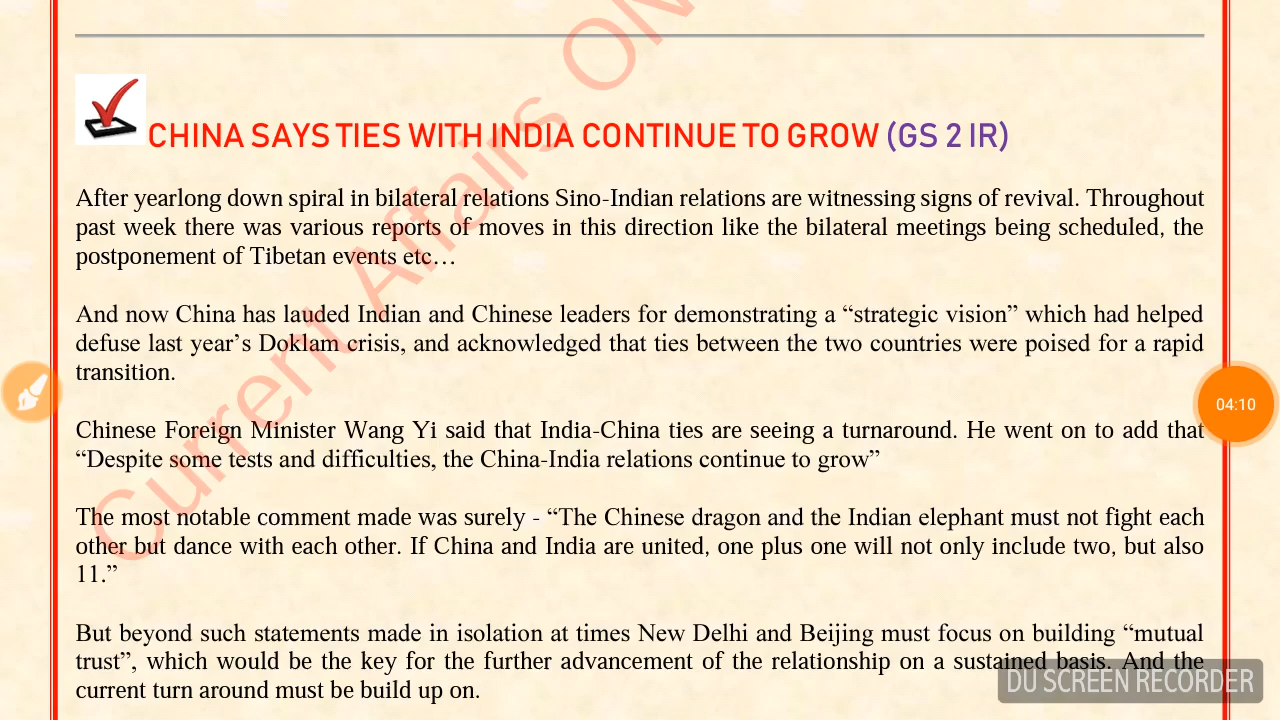 CHINA SAYS TIES WITH INDIA CONTINUE TO GROW (GS 2 IR)
After yearlong down spiral in bilateral relations Sino-Indian relations are witnessing signs of revival. Throughout
past week there was various reports of moves in this direction like the bilateral meetings being scheduled, the
postponement of Tibetan events etc…
And now China has lauded Indian and Chinese leaders for demonstrating a “strategic vision” which had helped
defuse last year’s Doklam crisis, and acknowledged that ties between the two countries were poised for a rapid
transition.
Chinese Foreign Minister Wang Yi said that India-China ties are seeing a turnaround. He went on to add that
“Despite some tests and difficulties, the China-India relations continue to grow”
The most notable comment made was surely - “The Chinese dragon and the Indian elephant must not fight each
other but dance with each other. If China and India are united, one plus one will not only include two, but also
11.”
But beyond such statements made in isolation at times New Delhi and Beijing must focus on building “mutual
trust”, which would be the key for the further advancement of the relationship on a sustained basis. And the
current turn around must be build up on.
Current Affairs ON
04:10
DU SCREEN RECORDER